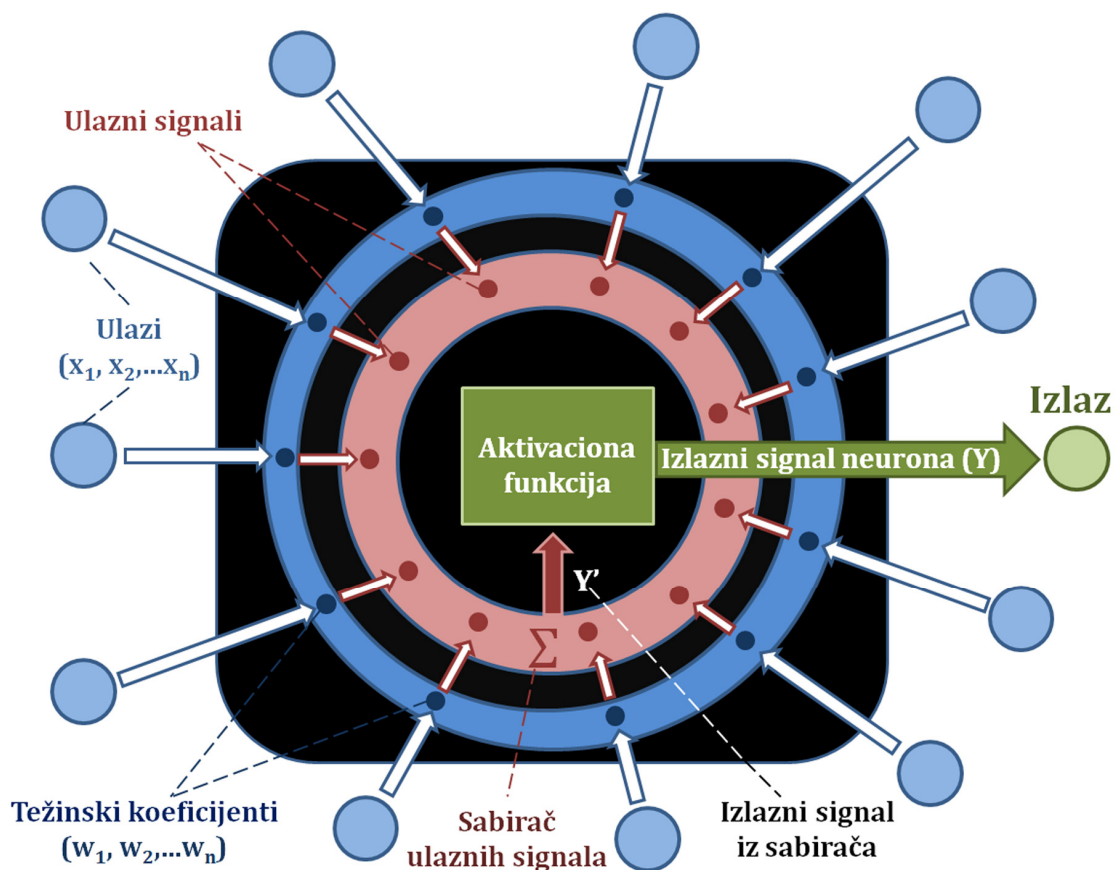 Ulazni signali
Ulazi
(x₁, x₂,...xₙ)
Aktivaciona
funkcija
Izlazni signal neurona (Y)
Izlaz
Y'
Σ
Težinski koeficijenti
(w₁, w₂,...wₙ)
Sabirač
ulaznih signala
Izlazni signal
iz sabirača